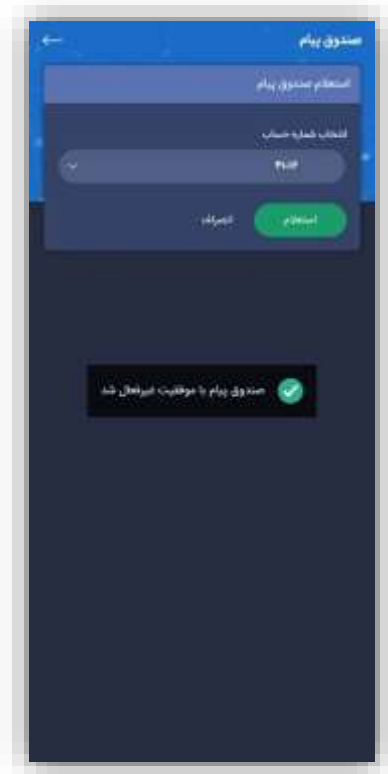 صندوق پیام
استعلام صندوق پیام
انتخاب شماره حساب
استعلام
انصراف
صندوق پیام با موفقیت غیرفعال شد